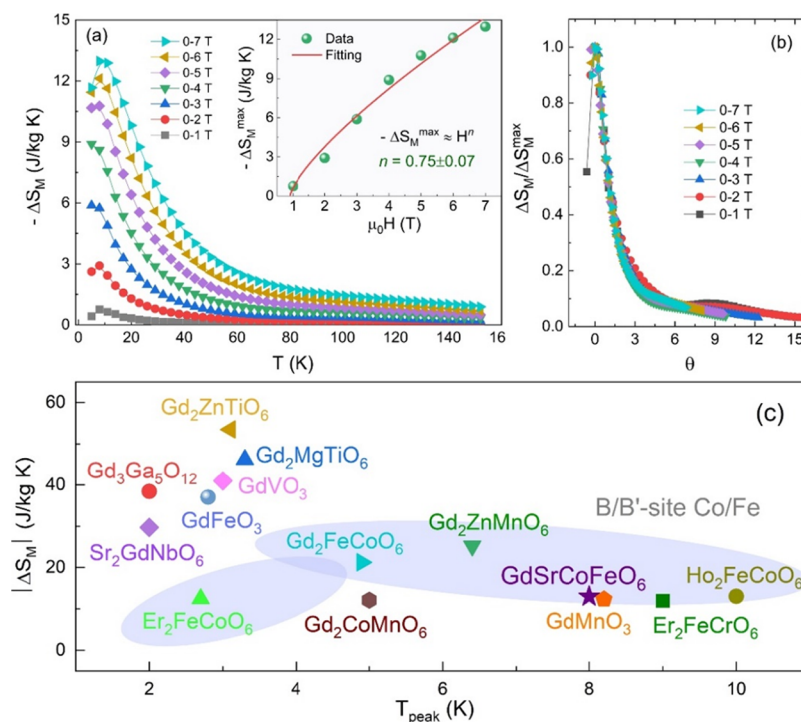 (a)
0-7 T
0-6 T
0-5 T
0-4 T
0-3 T
0-2 T
0-1 T
- ΔS_M (J/kg K)
15
12
9
6
3
0
0 20 40 60 80 100 120 140
T (K)
Data
Fitting
- ΔS_M^max ≈ H^n
n = 0.75±0.07
- ΔS_M^max (J/kg K)
12
9
6
3
0
1 2 3 4 5 6 7
μ₀H (T)
(b)
0-7 T
0-6 T
0-5 T
0-4 T
0-3 T
0-2 T
0-1 T
ΔS_M/ΔS_M^max
1.0
0.8
0.6
0.4
0.2
0.0
-3 0 3 6 9 12 15
θ
(c)
|ΔS_M| (J/kg K)
60
40
20
0
Gd₂ZnTiO₆
Gd₂MgTiO₆
Gd₃Ga₅O₁₂
GdVO₃
GdFeO₃
B/B'-site Co/Fe
Sr₂GdNbO₆
Gd₂FeCoO₆
Gd₂ZnMnO₆
GdSrCoFeO₆
Ho₂FeCoO₆
Er₂FeCoO₆
Gd₂CoMnO₆
GdMnO₃
Er₂FeCrO₆
2 4 6 8 10
T_peak (K)